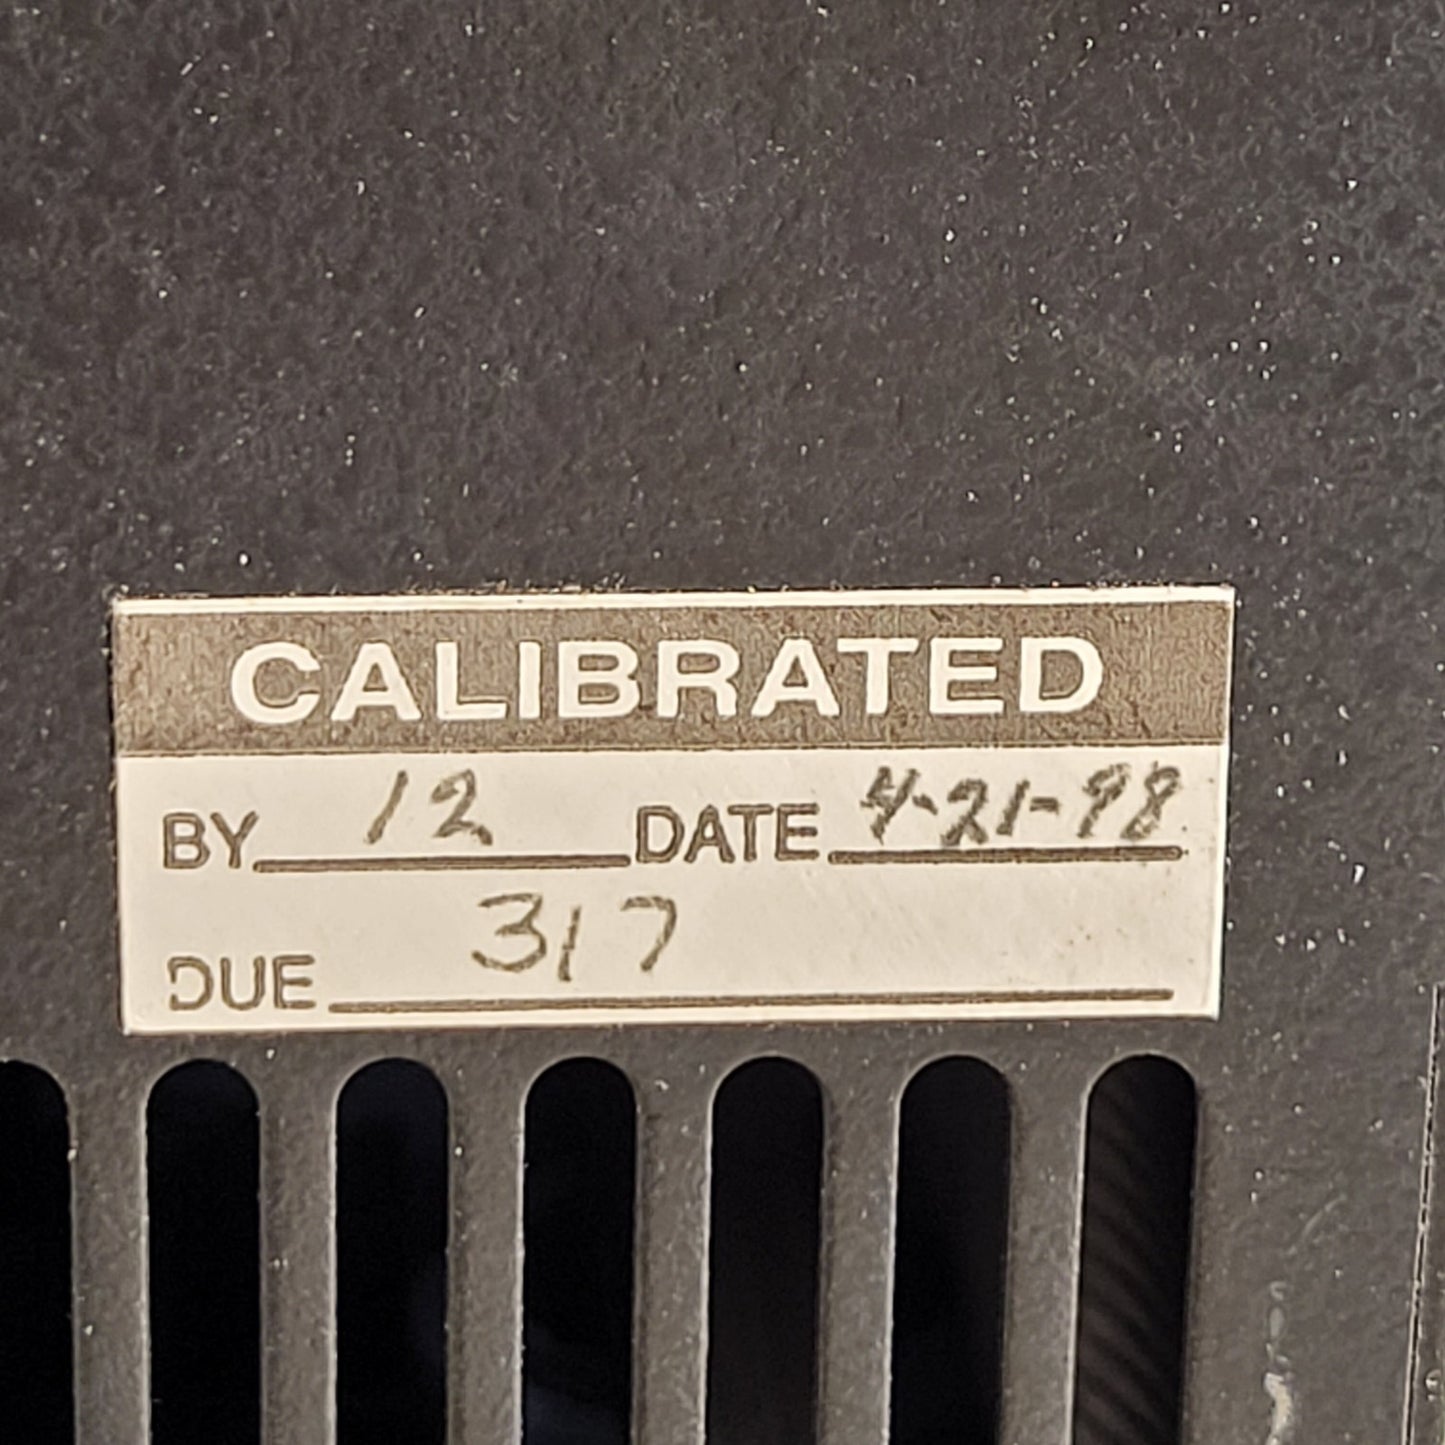 CALIBRATED
BY 12 DATE 4-21-98
DUE 317